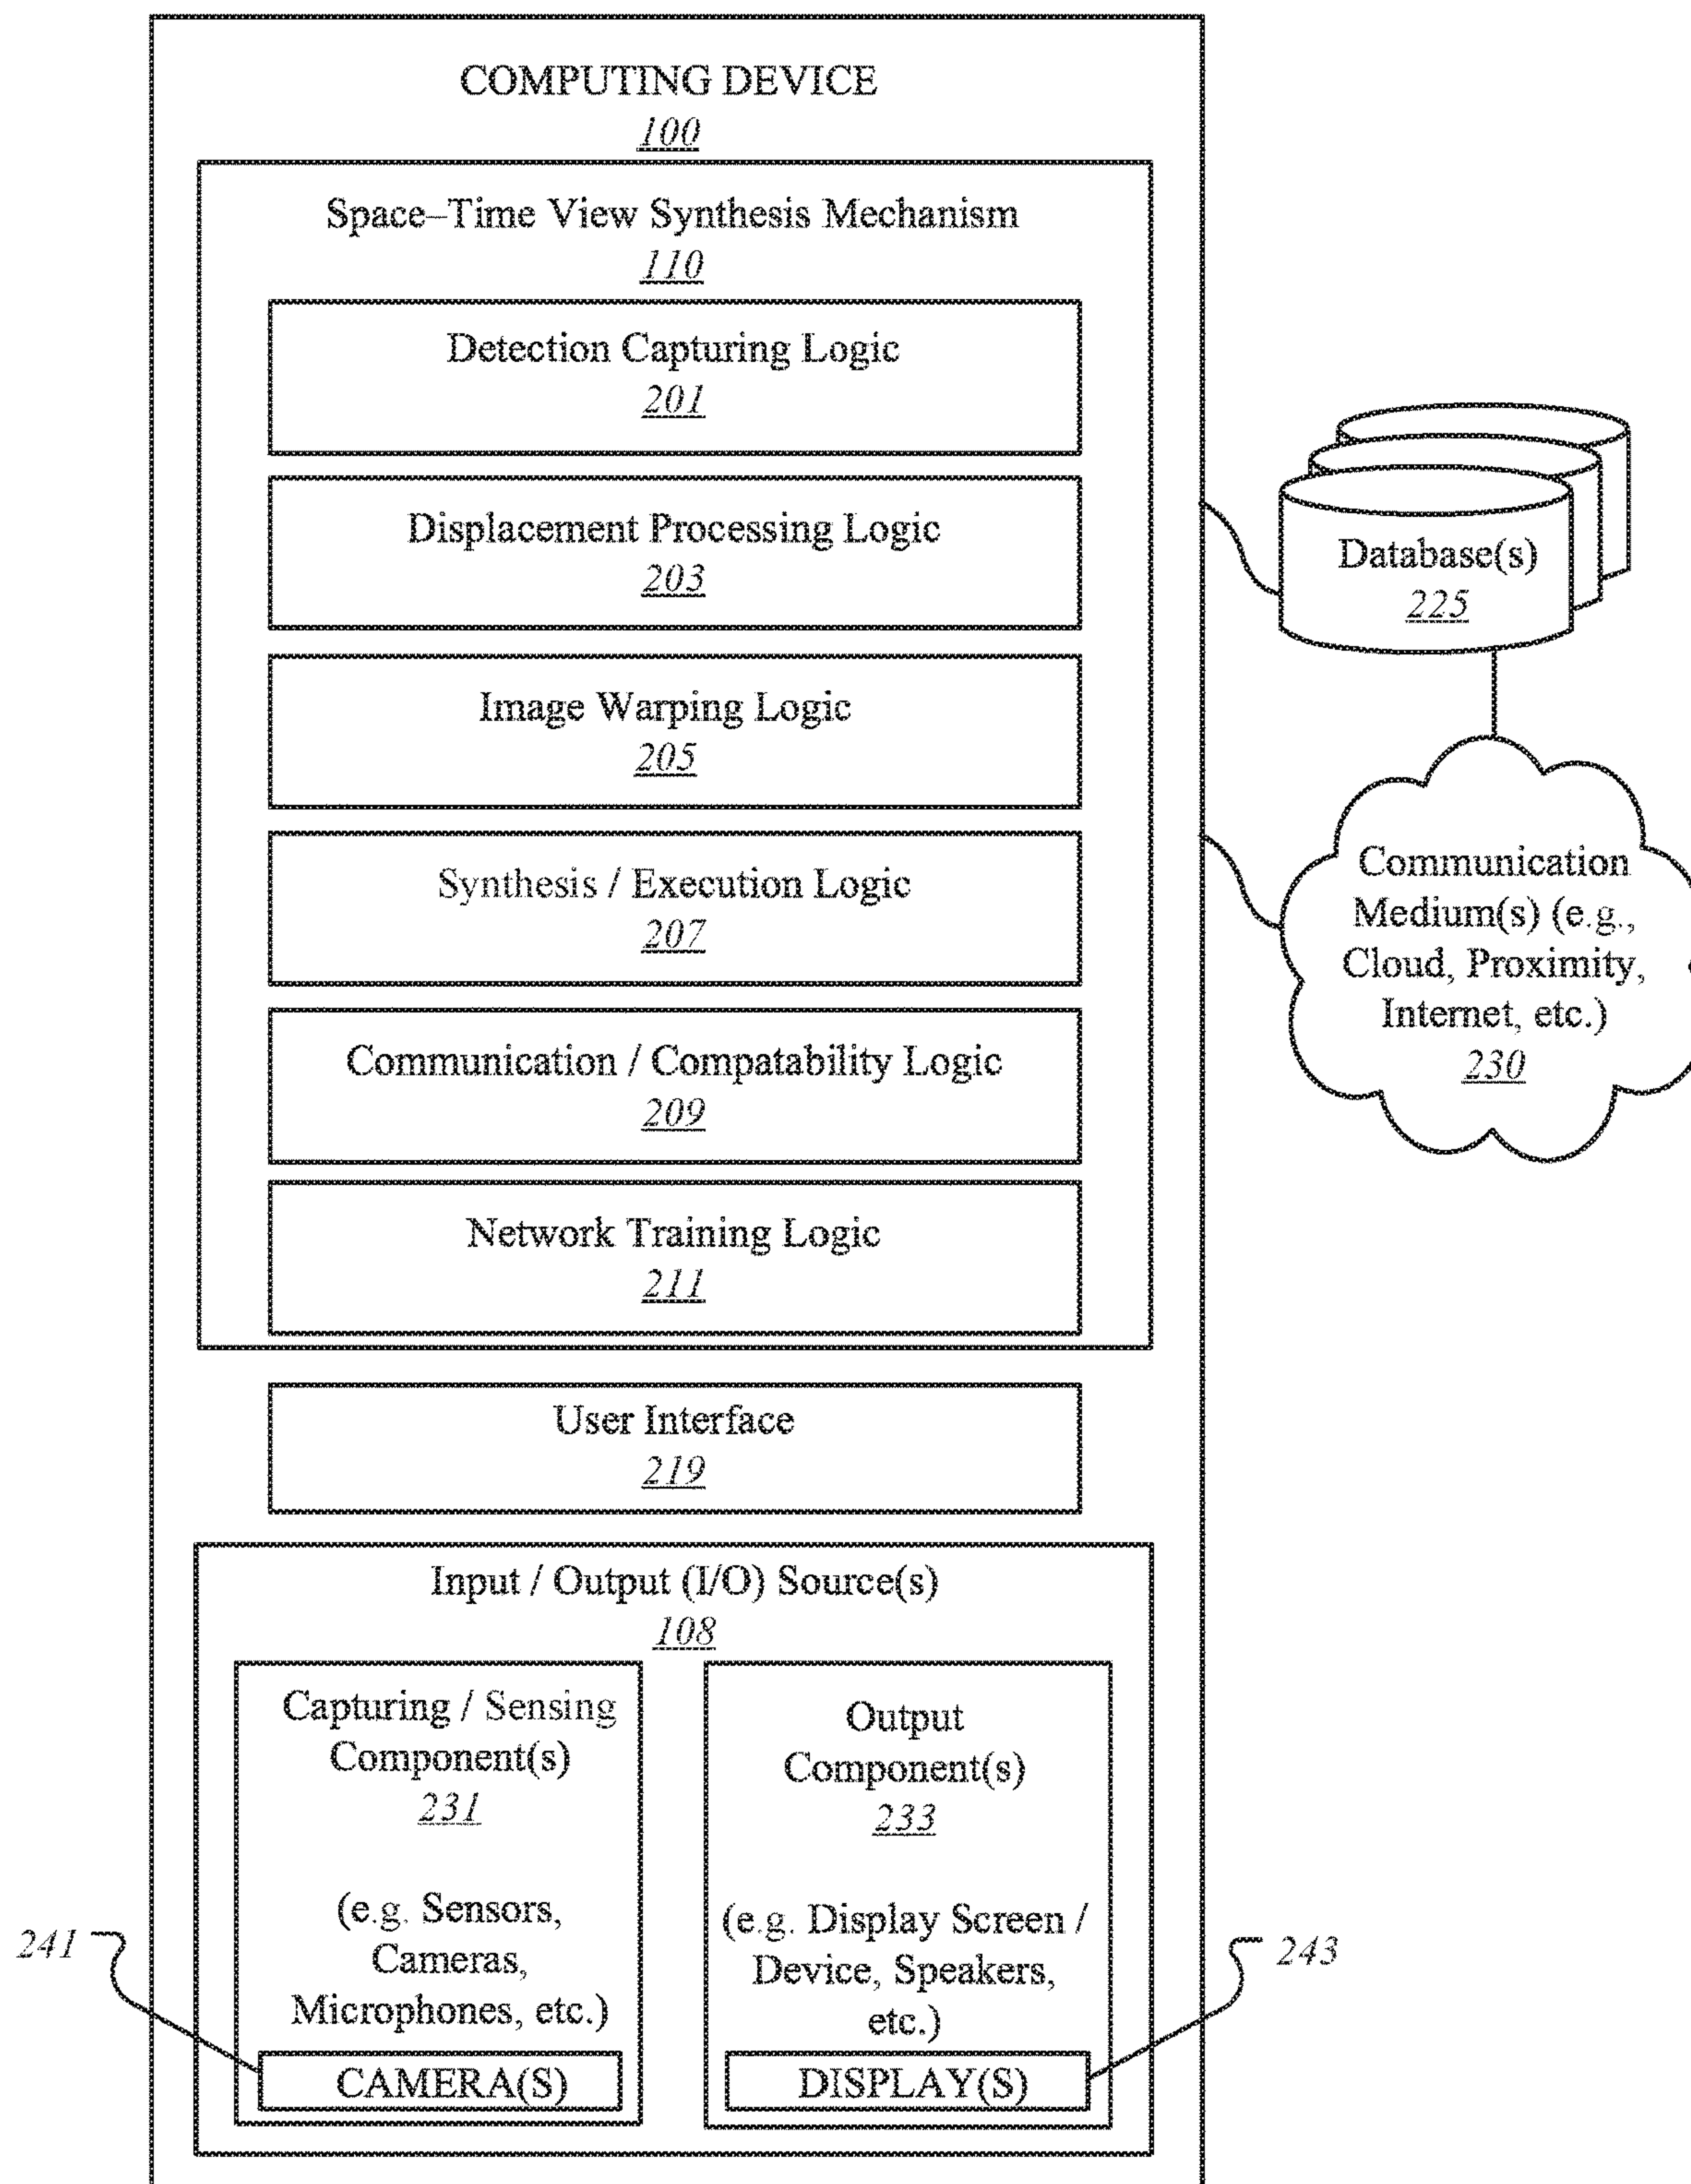 COMPUTING DEVICE
100
Space–Time View Synthesis Mechanism
110
Detection Capturing Logic
201
Displacement Processing Logic
203
Image Warping Logic
205
Synthesis / Execution Logic
207
Communication / Compatability Logic
209
Network Training Logic
211
User Interface
219
Input / Output (I/O) Source(s)
108
Capturing / Sensing
Component(s)
231
(e.g. Sensors,
Cameras,
Microphones, etc.)
CAMERA(S)
241
Output
Component(s)
233
(e.g. Display Screen /
Device, Speakers,
etc.)
DISPLAY(S)
243
Database(s)
225
Communication
Medium(s) (e.g.,
Cloud, Proximity,
Internet, etc.)
230